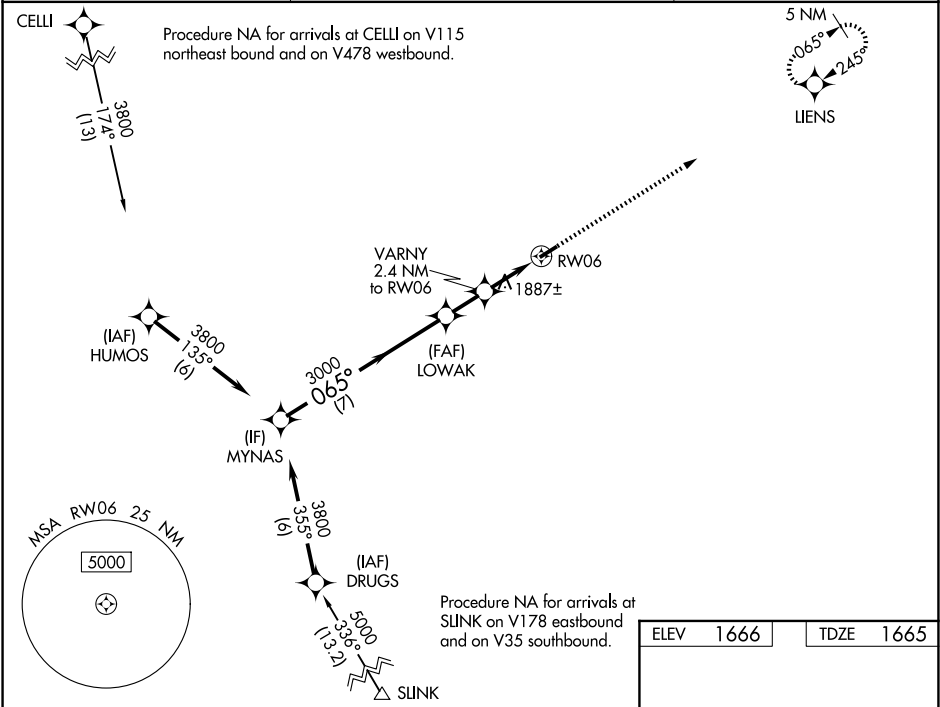 CELLI
Procedure NA for arrivals at CELLI on V115
northeast bound and on V478 westbound.
5 NM
065°
245°
LIENS
3800
174°
(13)
VARNY
2.4 NM
to RW06
RW06
1887±
(IAF)
HUMOS
3800
135°
(6)
(FAF)
LOWAK
3000
065°
(7)
(IF)
MYNAS
MSA RW06 25 NM
5000
3800
355°
(6)
(IAF)
DRUGS
5000
336°
(13.2)
SLINK
Procedure NA for arrivals at
SLINK on V178 eastbound
and on V35 southbound.
ELEV 1666
TDZE 1665